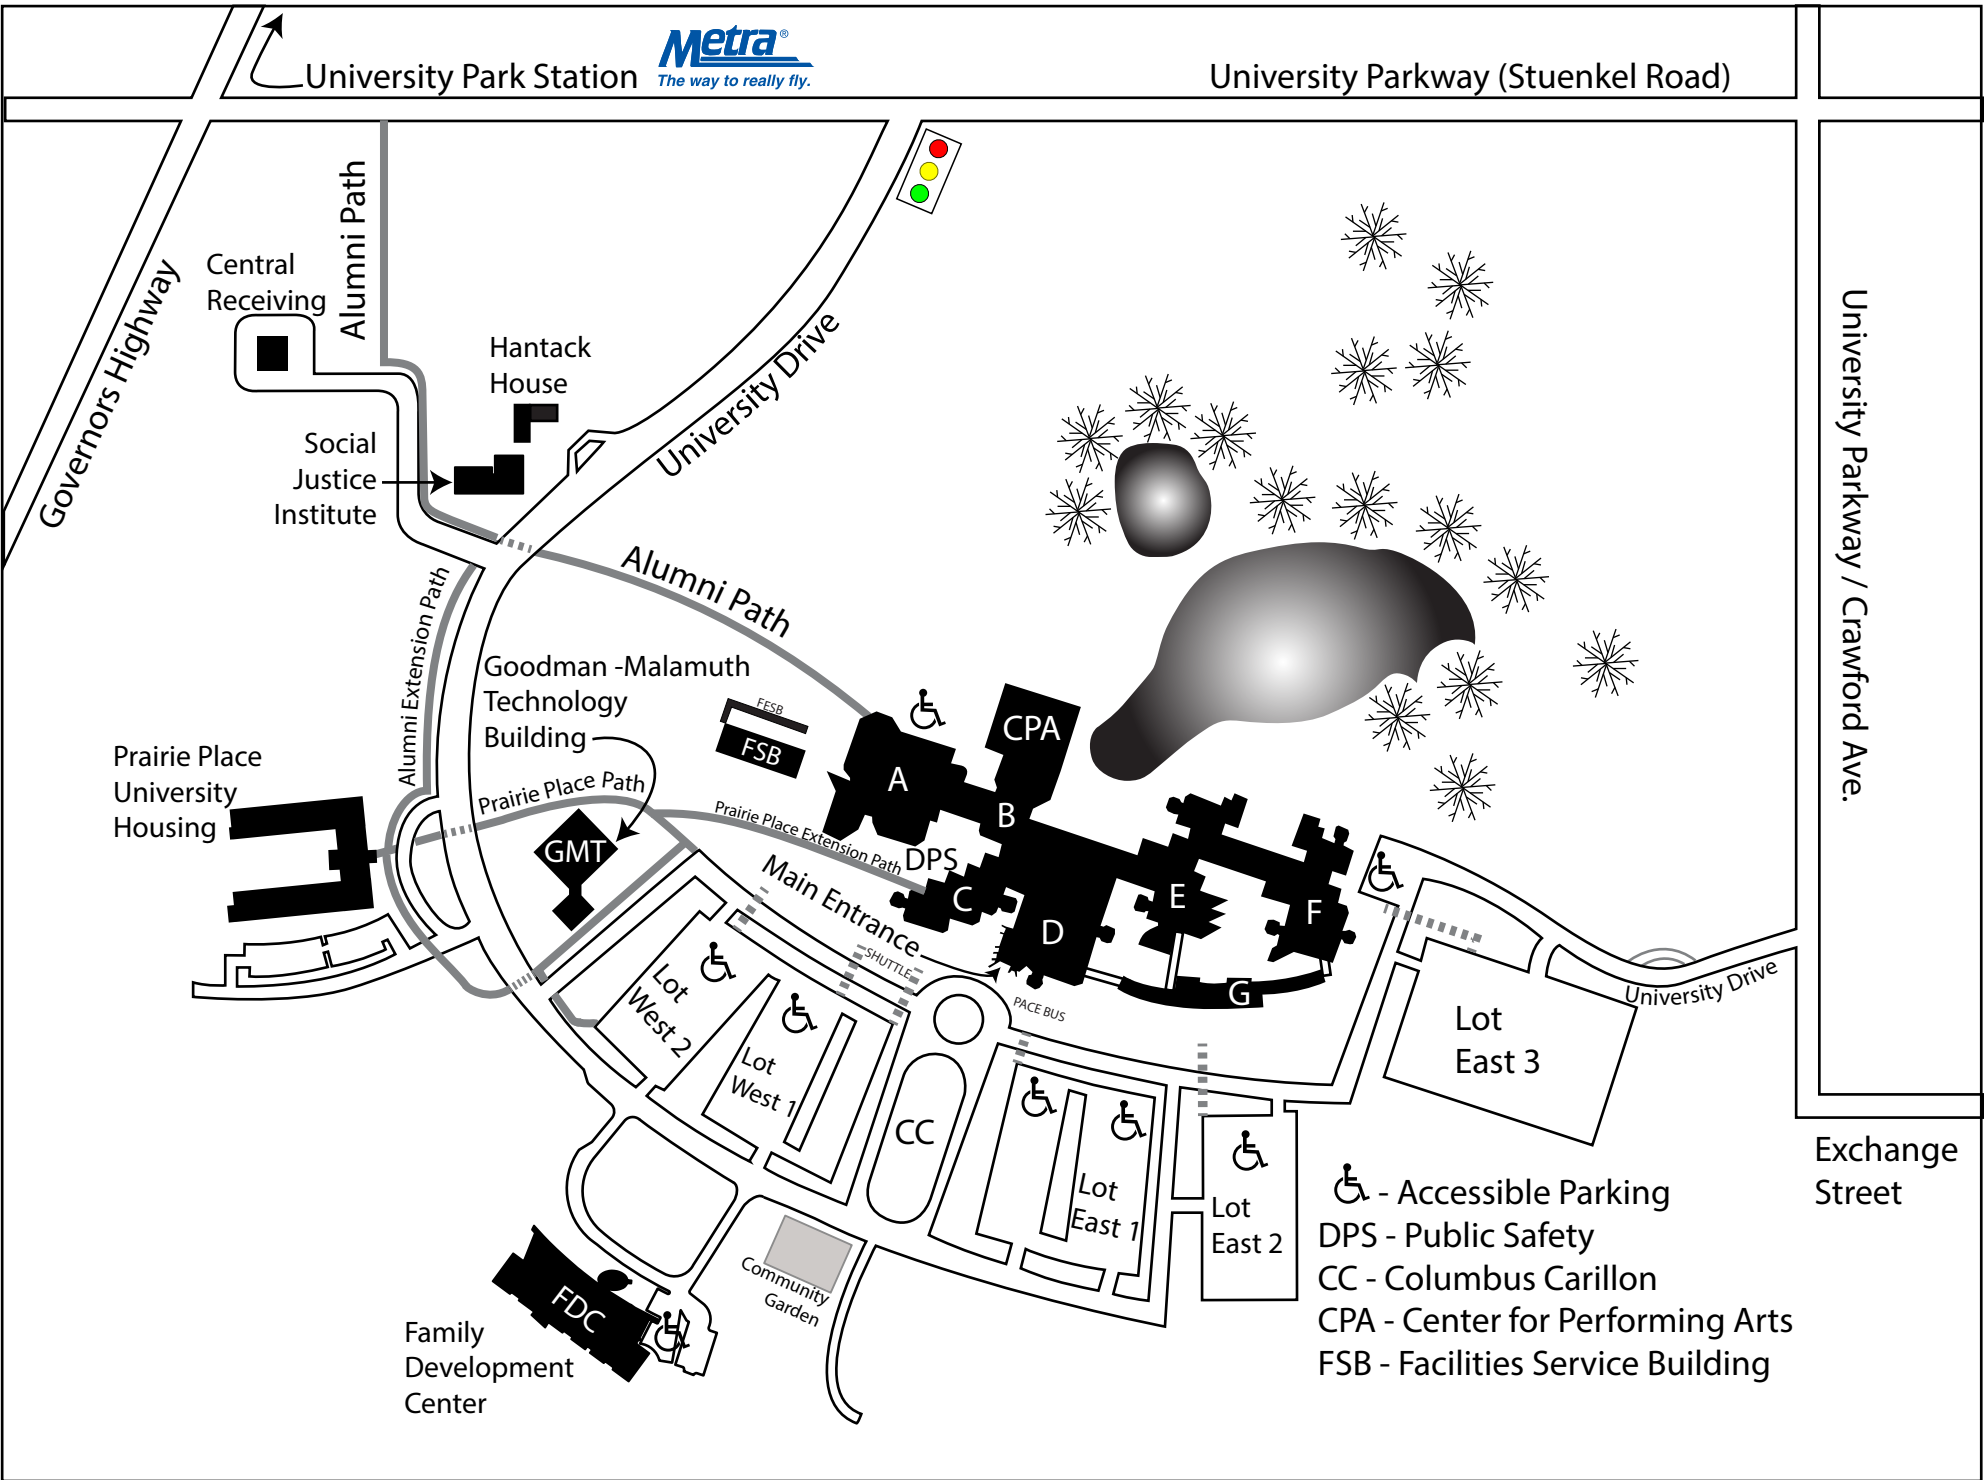 University Park Station
Metra®
The way to really fly.
University Parkway (Stuenkel Road)
Governors Highway
Alumni Path
Central
Receiving
Hantack
House
Social
Justice
Institute
University Drive
University Parkway / Crawford Ave.
Alumni Path
Alumni Extension Path
Goodman -Malamuth
Technology
Building
FESB
FSB
CPA
A
B
Prairie Place
University
Housing
Prairie Place Path
Prairie Place Extension Path
GMT
DPS
C
D
E
F
G
Main Entrance
SHUTTLE
PACE BUS
University Drive
Lot
West 2
Lot
West 1
CC
Lot
East 1
Lot
East 2
Lot
East 3
Exchange
Street
Community
Garden
FDC
Family
Development
Center
- Accessible Parking
DPS - Public Safety
CC - Columbus Carillon
CPA - Center for Performing Arts
FSB - Facilities Service Building